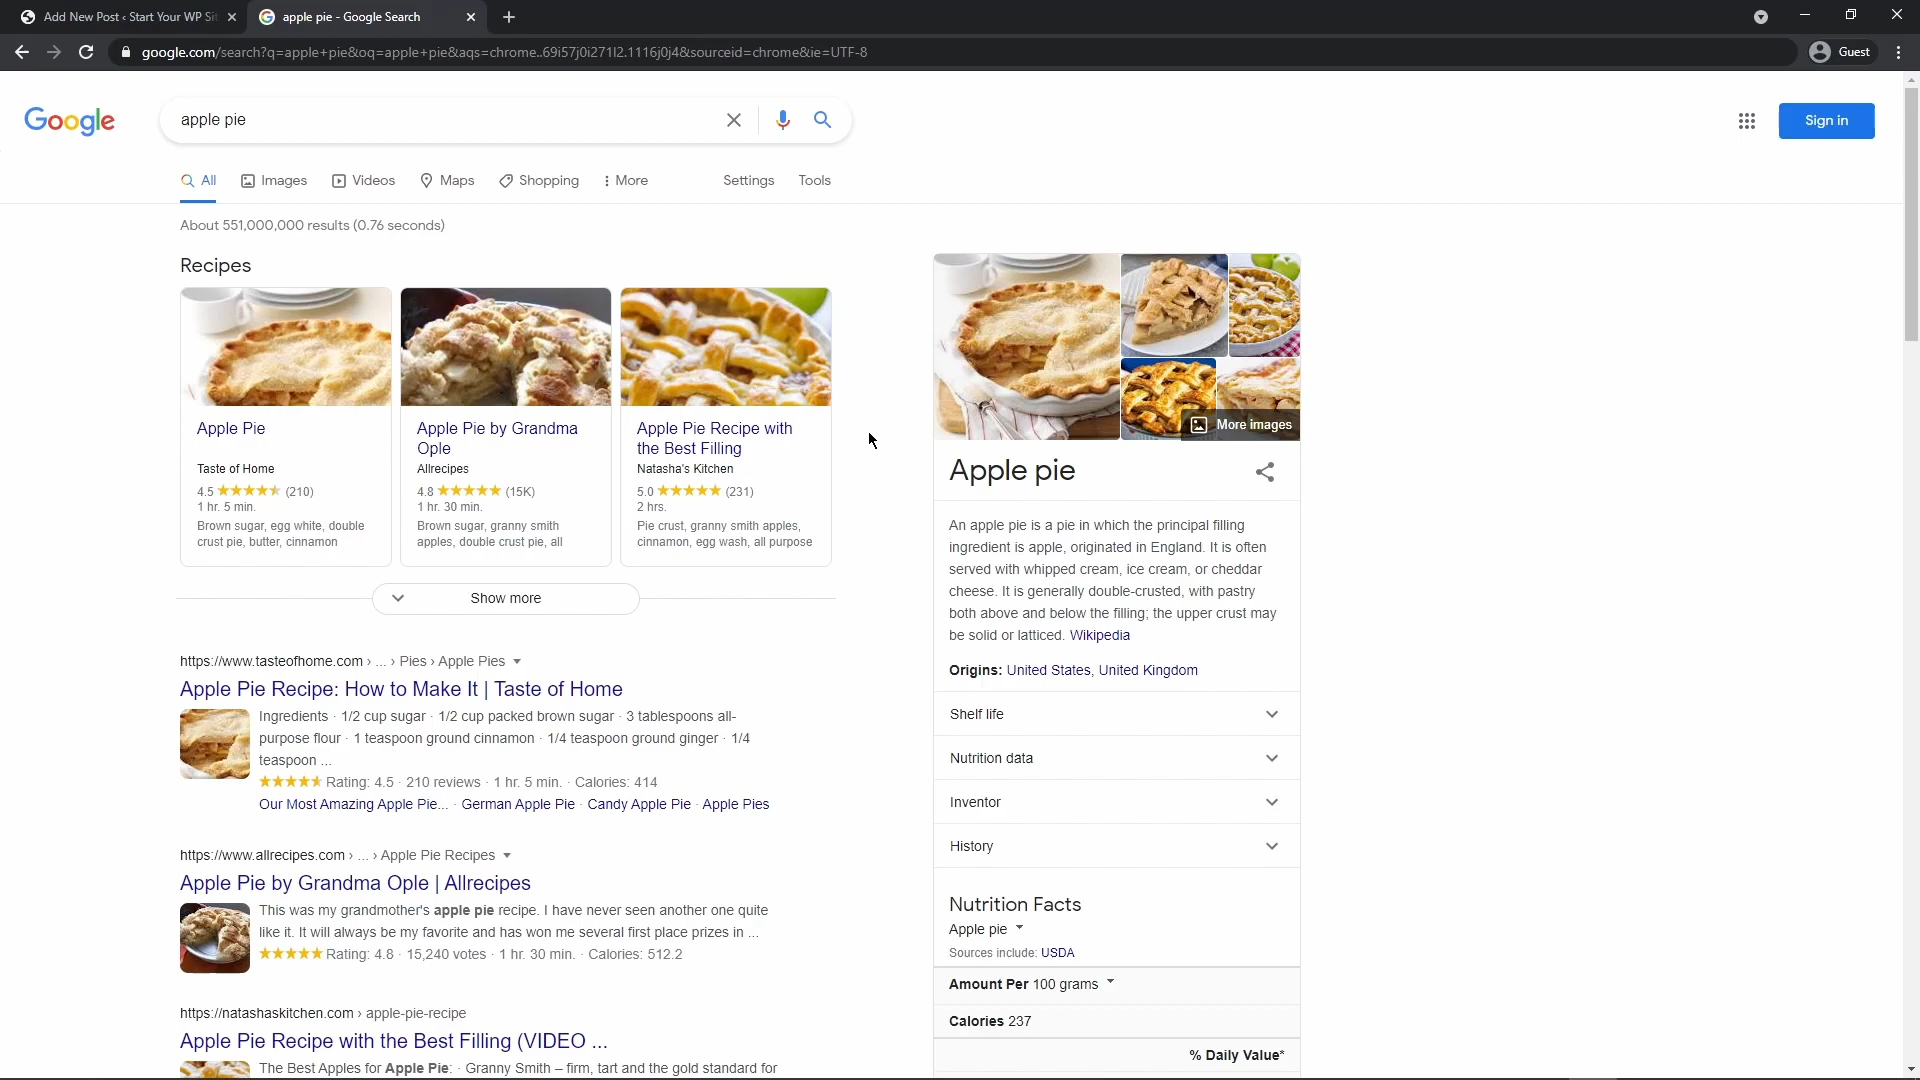 Add New Post ‹ Start Your WP Sit
apple pie - Google Search
google.com/search?q=apple+pie&oq=apple+pie&aqs=chrome..69i57j0i271l2.1116j0j4&sourceid=chrome&ie=UTF-8
Guest
Google
apple pie
Sign in
All
Images
Videos
Maps
Shopping
More
Settings
Tools
About 551,000,000 results (0.76 seconds)
Recipes
Apple Pie
Taste of Home
4.5 (210)
1 hr. 5 min.
Brown sugar, egg white, double
crust pie, butter, cinnamon
Apple Pie by Grandma
Ople
Allrecipes
4.8 (15K)
1 hr. 30 min.
Brown sugar, granny smith
apples, double crust pie, all
Apple Pie Recipe with
the Best Filling
Natasha's Kitchen
5.0 (231)
2 hrs.
Pie crust, granny smith apples,
cinnamon, egg wash, all purpose
Show more
https://www.tasteofhome.com › ... › Pies › Apple Pies
Apple Pie Recipe: How to Make It | Taste of Home
Ingredients · 1/2 cup sugar · 1/2 cup packed brown sugar · 3 tablespoons all-
purpose flour · 1 teaspoon ground cinnamon · 1/4 teaspoon ground ginger · 1/4
teaspoon ...
Rating: 4.5 · 210 reviews · 1 hr. 5 min. · Calories: 414
Our Most Amazing Apple Pie... · German Apple Pie · Candy Apple Pie · Apple Pies
https://www.allrecipes.com › ... › Apple Pie Recipes
Apple Pie by Grandma Ople | Allrecipes
This was my grandmother's apple pie recipe. I have never seen another one quite
like it. It will always be my favorite and has won me several first place prizes in ...
Rating: 4.8 · 15,240 votes · 1 hr. 30 min. · Calories: 512.2
https://natashaskitchen.com › apple-pie-recipe
Apple Pie Recipe with the Best Filling (VIDEO ...
The Best Apples for Apple Pie: · Granny Smith – firm, tart and the gold standard for
More images
Apple pie
An apple pie is a pie in which the principal filling
ingredient is apple, originated in England. It is often
served with whipped cream, ice cream, or cheddar
cheese. It is generally double-crusted, with pastry
both above and below the filling; the upper crust may
be solid or latticed. Wikipedia
Origins: United States, United Kingdom
Shelf life
Nutrition data
Inventor
History
Nutrition Facts
Apple pie
Sources include: USDA
Amount Per 100 grams
Calories 237
% Daily Value*